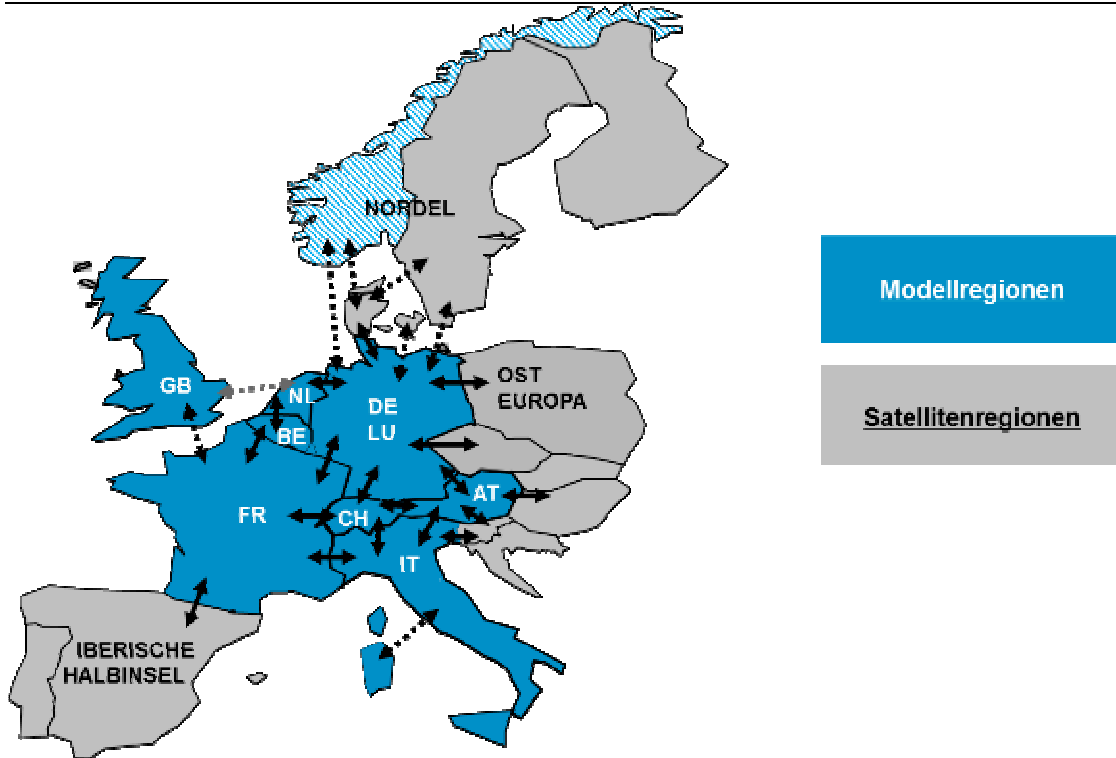 NORDEL
Modellregionen
GB
NL
DE
LU
OST
EUROPA
BE
Satellitenregionen
FR
CH
AT
IT
IBERISCHE
HALBINSEL